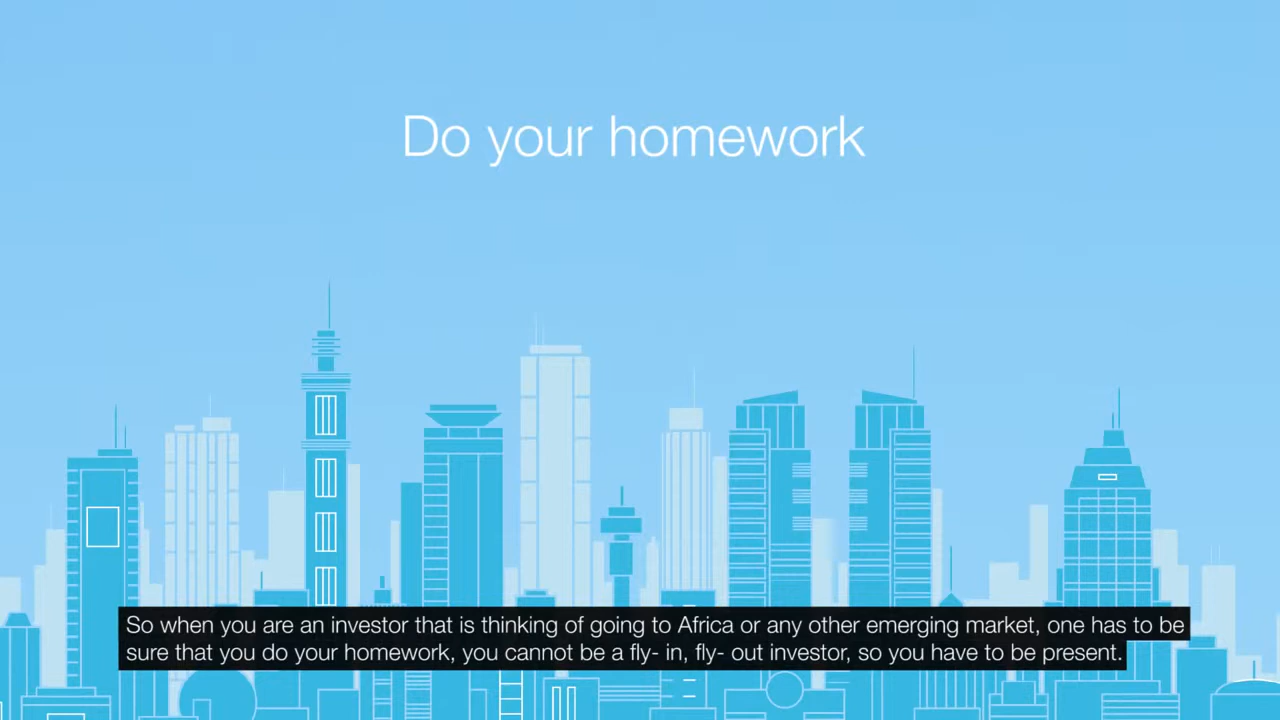 Do your homework
So when you are an investor that is thinking of going to Africa or any other emerging market, one has to be
sure that you do your homework, you cannot be a fly- in, fly- out investor, so you have to be present.